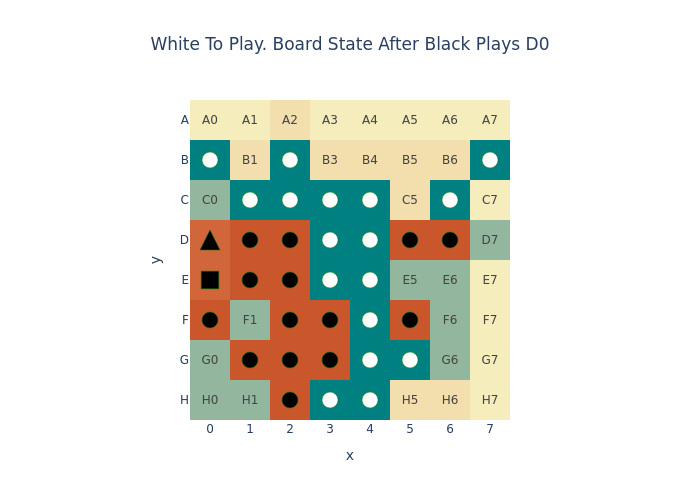 White To Play. Board State After Black Plays D0
A A0 A1 A2 A3 A4 A5 A6 A7
B B1 B3 B4 B5 B6
C C0 C5 C7
D D7
y
E E5 E6 E7
F F1 F6 F7
G G0 G6 G7
H H0 H1 H5 H6 H7
0 1 2 3 4 5 6 7
x